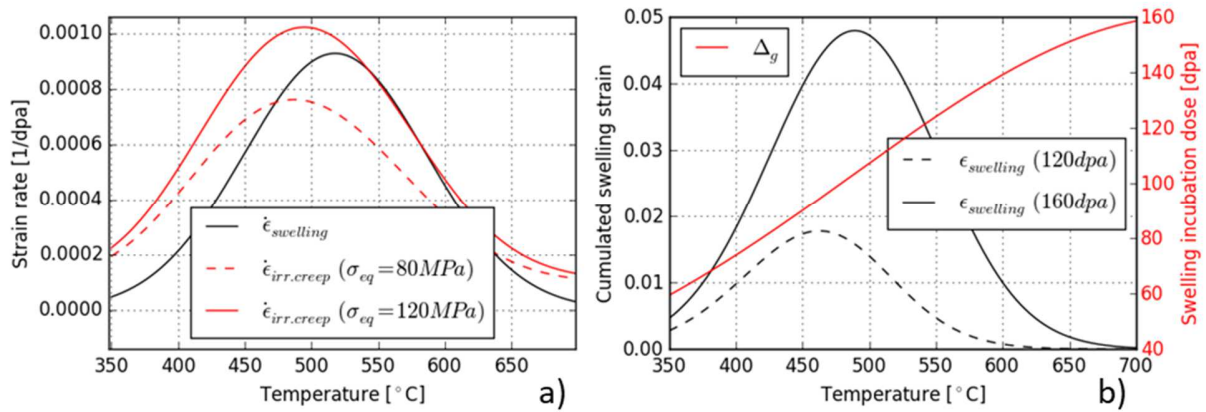 0.0010
0.0008
0.0006
0.0004
0.0002
0.0000
Strain rate [1/dpa]
ε̇swelling
ε̇irr.creep (σeq=80MPa)
ε̇irr.creep (σeq=120MPa)
350 400 450 500 550 600 650
Temperature [°C]
a)
0.05
0.04
0.03
0.02
0.01
0.00
Cumulated swelling strain
Δg
ϵswelling (120dpa)
ϵswelling (160dpa)
160
140
120
100
80
60
40
Swelling incubation dose [dpa]
350 400 450 500 550 600 650 700
Temperature [°C]
b)